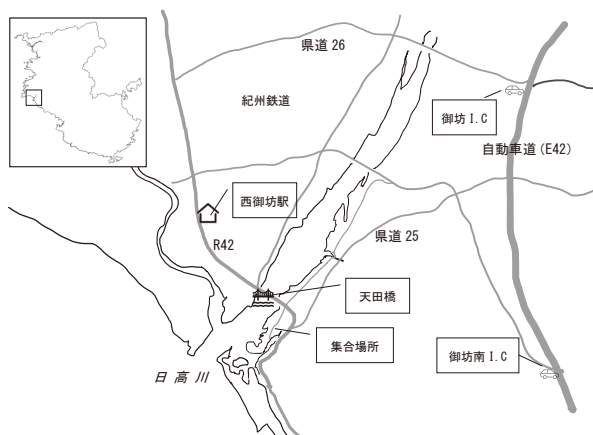 県道 26
紀州鉄道
御坊 I.C
自動車道 (E42)
西御坊駅
R42
県道 25
天田橋
集合場所
御坊南 I.C
日 高 川